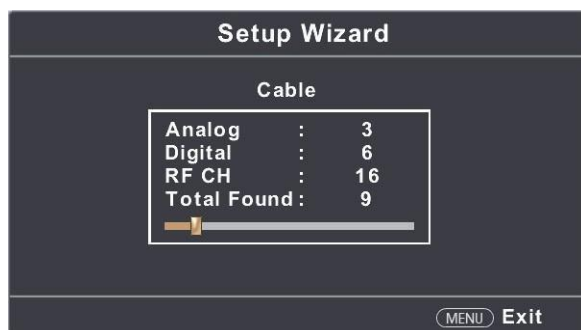 Setup Wizard
Cable
Analog : 3
Digital : 6
RF CH : 16
Total Found : 9
MENU Exit